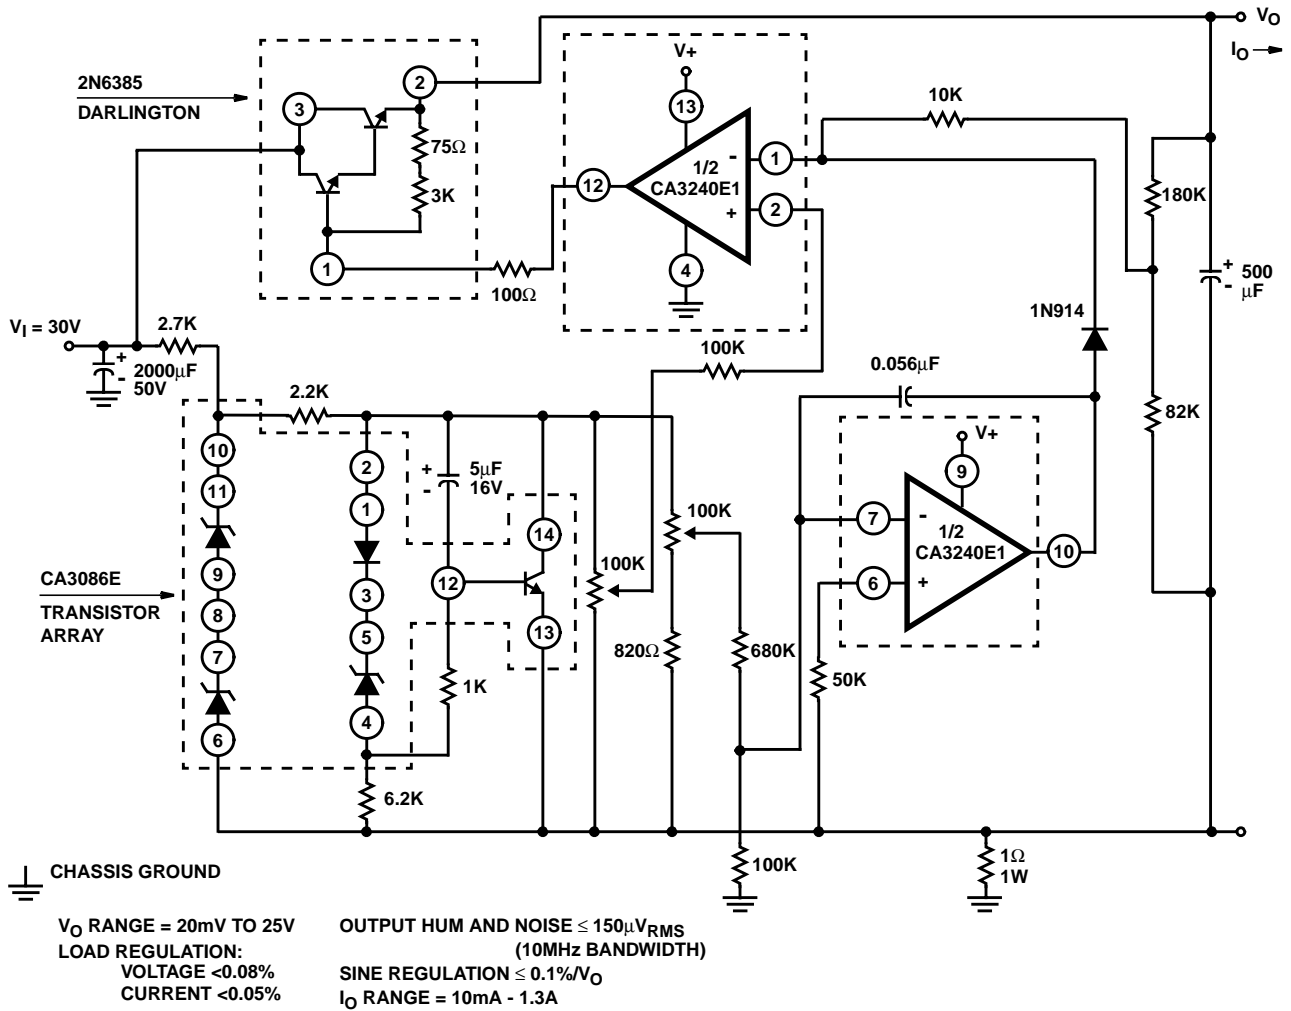 V_O
I_O
2N6385
DARLINGTON
2
3
75Ω
3K
1
100Ω
12
V+
13
-
1/2
CA3240E1
+
1
2
4
10K
180K
+
-
500
μF
82K
1N914
V_I = 30V
2.7K
+
-
2000μF
50V
2.2K
100K
0.056μF
10
11
9
8
7
6
2
1
3
5
4
+
-
5μF
16V
12
14
13
1K
6.2K
100K
100K
820Ω
680K
V+
9
7
-
1/2
CA3240E1
6
+
10
50K
CA3086E
TRANSISTOR
ARRAY
100K
1Ω
1W
CHASSIS GROUND
V_O RANGE = 20mV TO 25V
LOAD REGULATION:
VOLTAGE <0.08%
CURRENT <0.05%
OUTPUT HUM AND NOISE ≤ 150μV_RMS
(10MHz BANDWIDTH)
SINE REGULATION ≤ 0.1%/V_O
I_O RANGE = 10mA - 1.3A